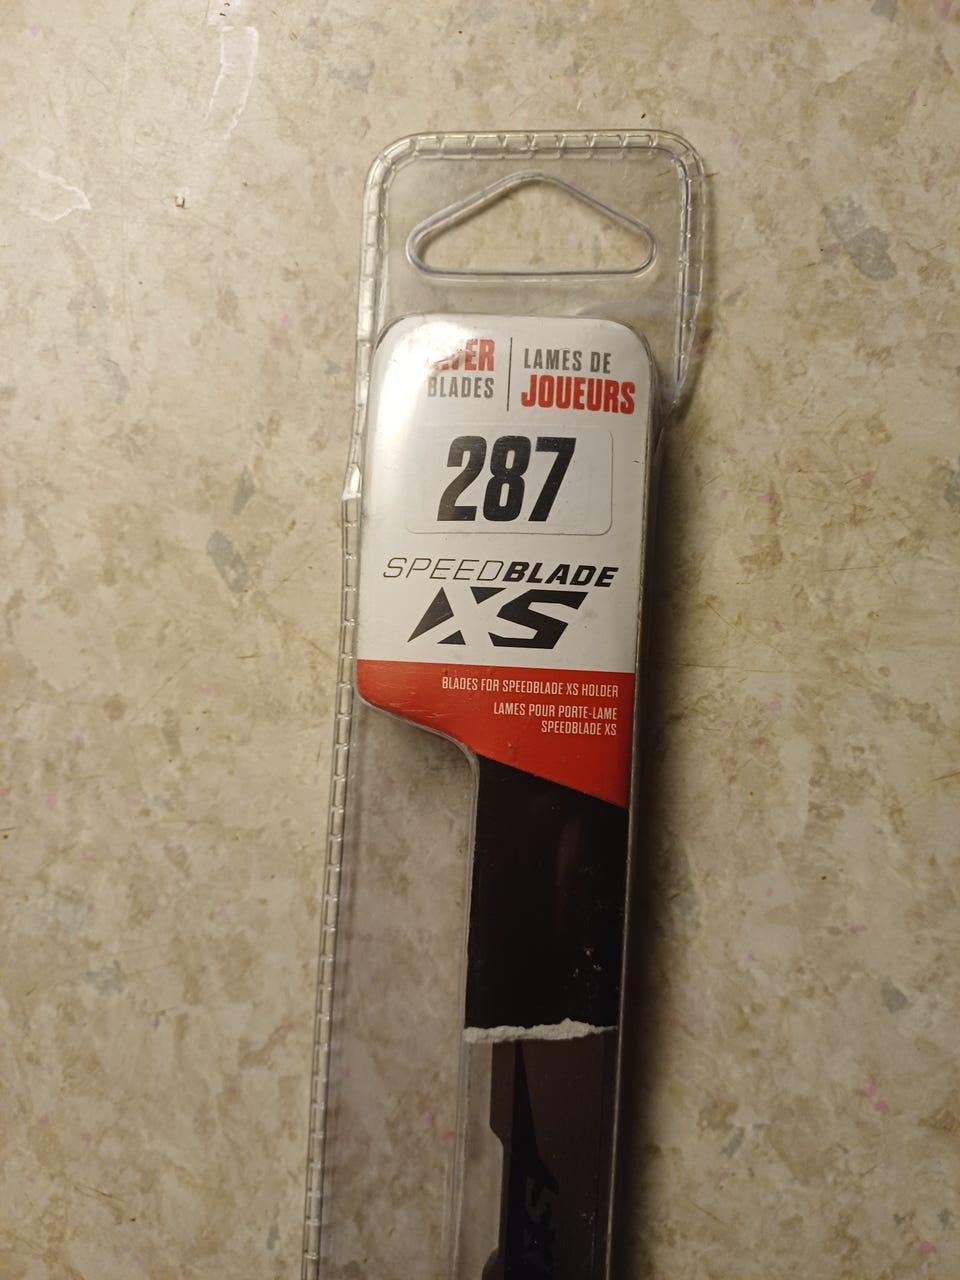 BLADES
LAMES DE
JOUEURS
287
SPEEDBLADE
XS
BLADES FOR SPEEDBLADE XS HOLDER
LAMES POUR PORTE-LAME
SPEEDBLADE XS